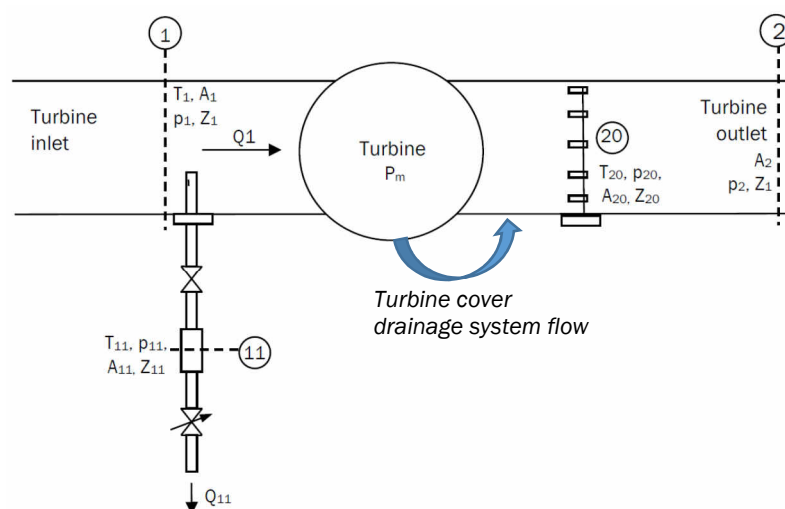 1
2
T₁, A₁
p₁, Z₁
Turbine
inlet
Q1
Turbine
Pₘ
20
T₂₀, p₂₀,
A₂₀, Z₂₀
Turbine
outlet
A₂
p₂, Z₁
Turbine cover
drainage system flow
T₁₁, p₁₁,
A₁₁, Z₁₁
11
Q₁₁